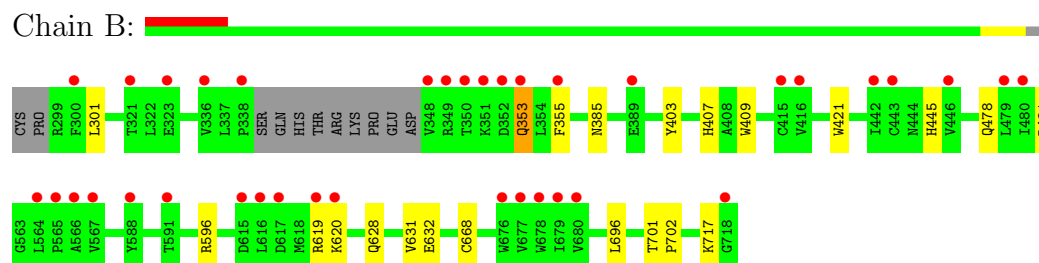 Chain B:
CYS PRO R299 F300 L301 T321 L322 E323 V336 L337 P338 SER GLN HIS THR ARG LYS PRO GLU ASP V348 R349 T350 K351 D352 Q353 L354 F355 N385 E389 Y403 H407 A408 W409 C415 V416 W421 I442 C443 N444 H445 V446 Q478 L479 I480
G563 L564 P565 A566 V567 Y588 T591 R596 D615 L616 D617 M618 R619 K620 Q628 V631 E632 C668 W676 V677 W678 I679 V680 L696 T701 P702 K717 G718